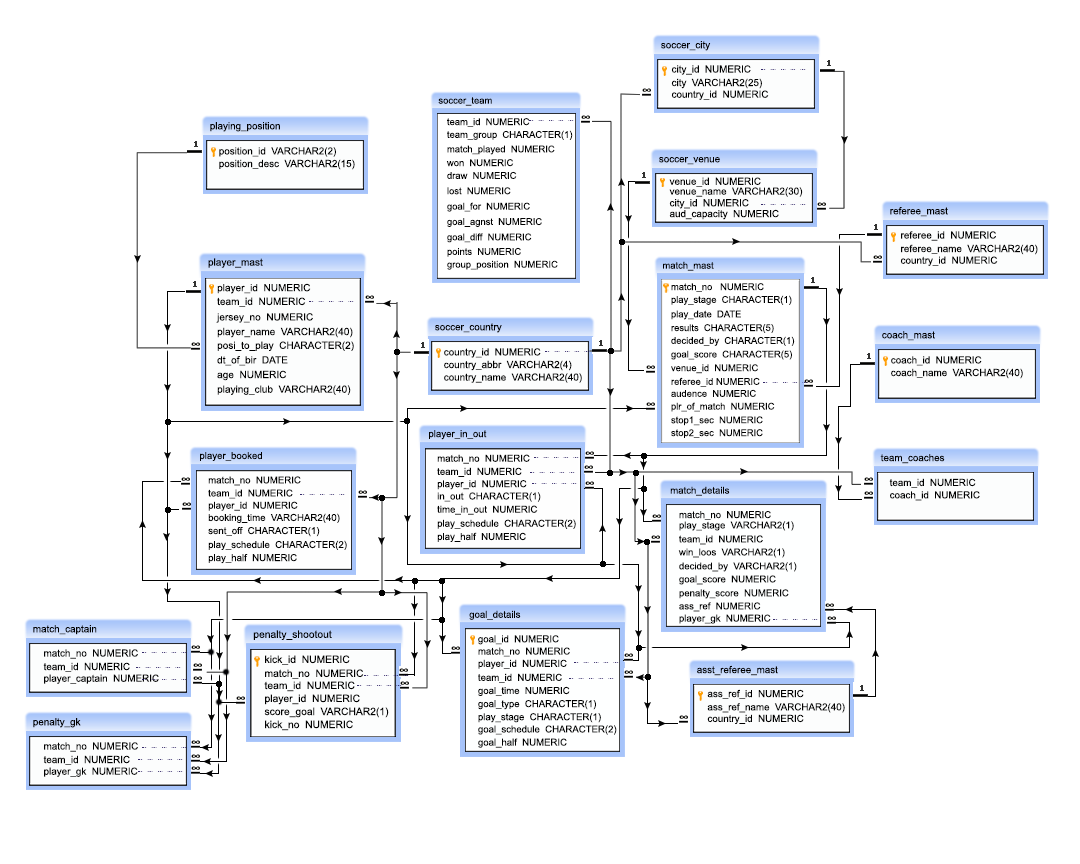 soccer_city
city_id NUMERIC
city VARCHAR2(25)
country_id NUMERIC
soccer_team
team_id NUMERIC
team_group CHARACTER(1)
match_played NUMERIC
won NUMERIC
draw NUMERIC
lost NUMERIC
goal_for NUMERIC
goal_agnst NUMERIC
goal_diff NUMERIC
points NUMERIC
group_position NUMERIC
playing_position
position_id VARCHAR2(2)
position_desc VARCHAR2(15)
soccer_venue
venue_id NUMERIC
venue_name VARCHAR2(30)
city_id NUMERIC
aud_capacity NUMERIC
referee_mast
referee_id NUMERIC
referee_name VARCHAR2(40)
country_id NUMERIC
player_mast
player_id NUMERIC
team_id NUMERIC
jersey_no NUMERIC
player_name VARCHAR2(40)
posi_to_play CHARACTER(2)
dt_of_bir DATE
age NUMERIC
playing_club VARCHAR2(40)
match_mast
match_no NUMERIC
play_stage CHARACTER(1)
play_date DATE
results CHARACTER(5)
decided_by CHARACTER(1)
goal_score CHARACTER(5)
venue_id NUMERIC
referee_id NUMERIC
audence NUMERIC
plr_of_match NUMERIC
stop1_sec NUMERIC
stop2_sec NUMERIC
soccer_country
country_id NUMERIC
country_abbr VARCHAR2(4)
country_name VARCHAR2(40)
coach_mast
coach_id NUMERIC
coach_name VARCHAR2(40)
player_in_out
match_no NUMERIC
team_id NUMERIC
player_id NUMERIC
in_out CHARACTER(1)
time_in_out NUMERIC
play_schedule CHARACTER(2)
play_half NUMERIC
player_booked
match_no NUMERIC
team_id NUMERIC
player_id NUMERIC
booking_time VARCHAR2(40)
sent_off CHARACTER(1)
play_schedule CHARACTER(2)
play_half NUMERIC
team_coaches
team_id NUMERIC
coach_id NUMERIC
match_details
match_no NUMERIC
play_stage VARCHAR2(1)
team_id NUMERIC
win_loos VARCHAR2(1)
decided_by VARCHAR2(1)
goal_score NUMERIC
penalty_score NUMERIC
ass_ref NUMERIC
player_gk NUMERIC
match_captain
match_no NUMERIC
team_id NUMERIC
player_captain NUMERIC
penalty_shootout
kick_id NUMERIC
match_no NUMERIC
team_id NUMERIC
player_id NUMERIC
score_goal VARCHAR2(1)
kick_no NUMERIC
goal_details
goal_id NUMERIC
match_no NUMERIC
player_id NUMERIC
team_id NUMERIC
goal_time NUMERIC
goal_type CHARACTER(1)
play_stage CHARACTER(1)
goal_schedule CHARACTER(2)
goal_half NUMERIC
asst_referee_mast
ass_ref_id NUMERIC
ass_ref_name VARCHAR2(40)
country_id NUMERIC
penalty_gk
match_no NUMERIC
team_id NUMERIC
player_gk NUMERIC